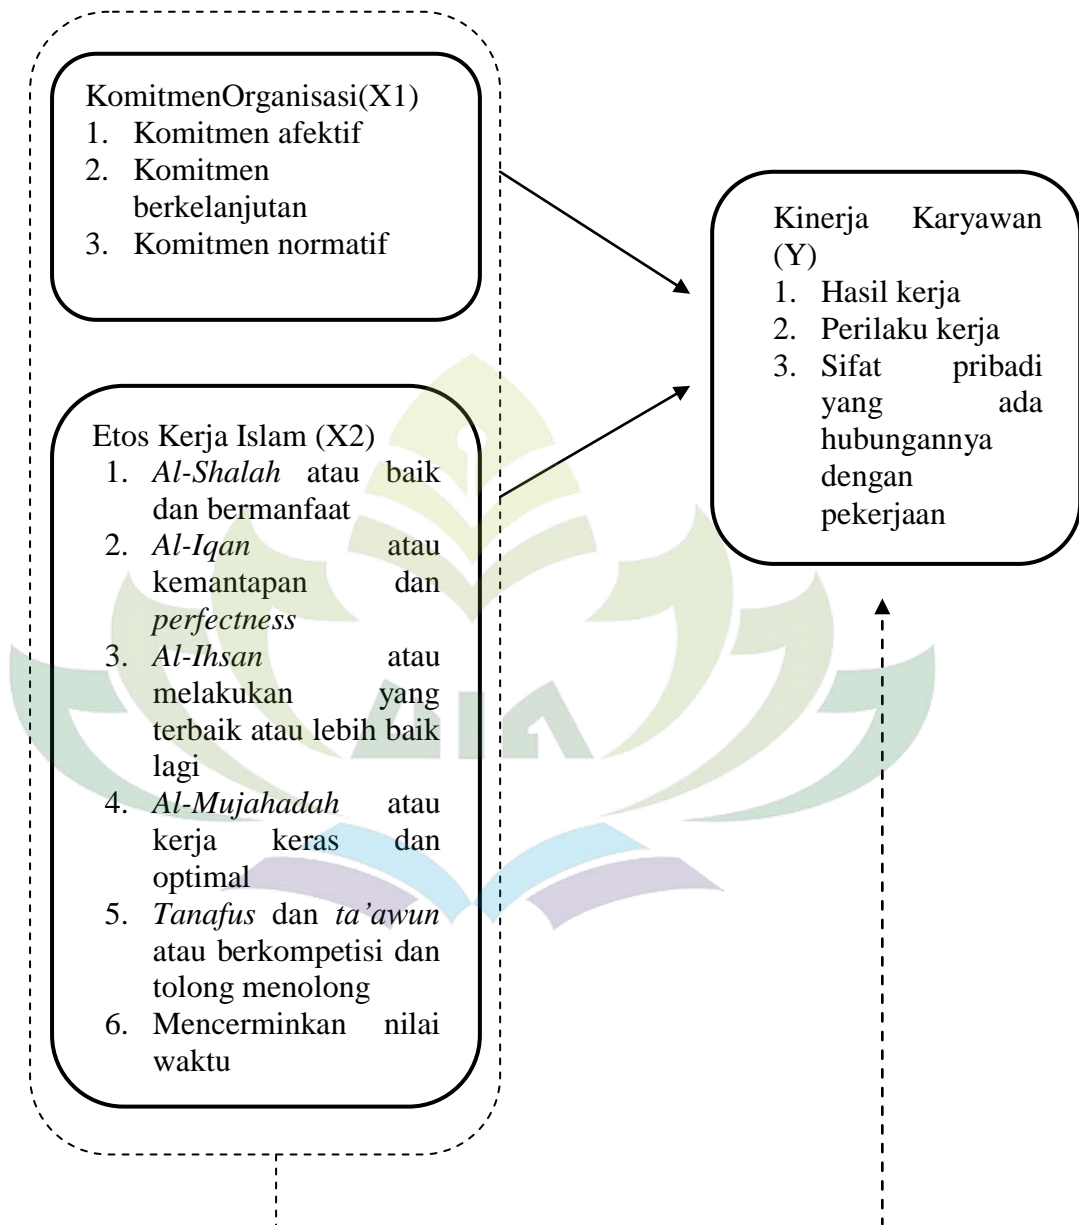 KomitmenOrganisasi(X1)
1. Komitmen afektif
2. Komitmen
berkelanjutan
3. Komitmen normatif
Kinerja Karyawan
(Y)
1. Hasil kerja
2. Perilaku kerja
3. Sifat pribadi
yang ada
hubungannya
dengan
pekerjaan
Etos Kerja Islam (X2)
1. Al-Shalah atau baik
dan bermanfaat
2. Al-Iqan atau
kemantapan dan
perfectness
3. Al-Ihsan atau
melakukan yang
terbaik atau lebih baik
lagi
4. Al-Mujahadah atau
kerja keras dan
optimal
5. Tanafus dan ta’awun
atau berkompetisi dan
tolong menolong
6. Mencerminkan nilai
waktu